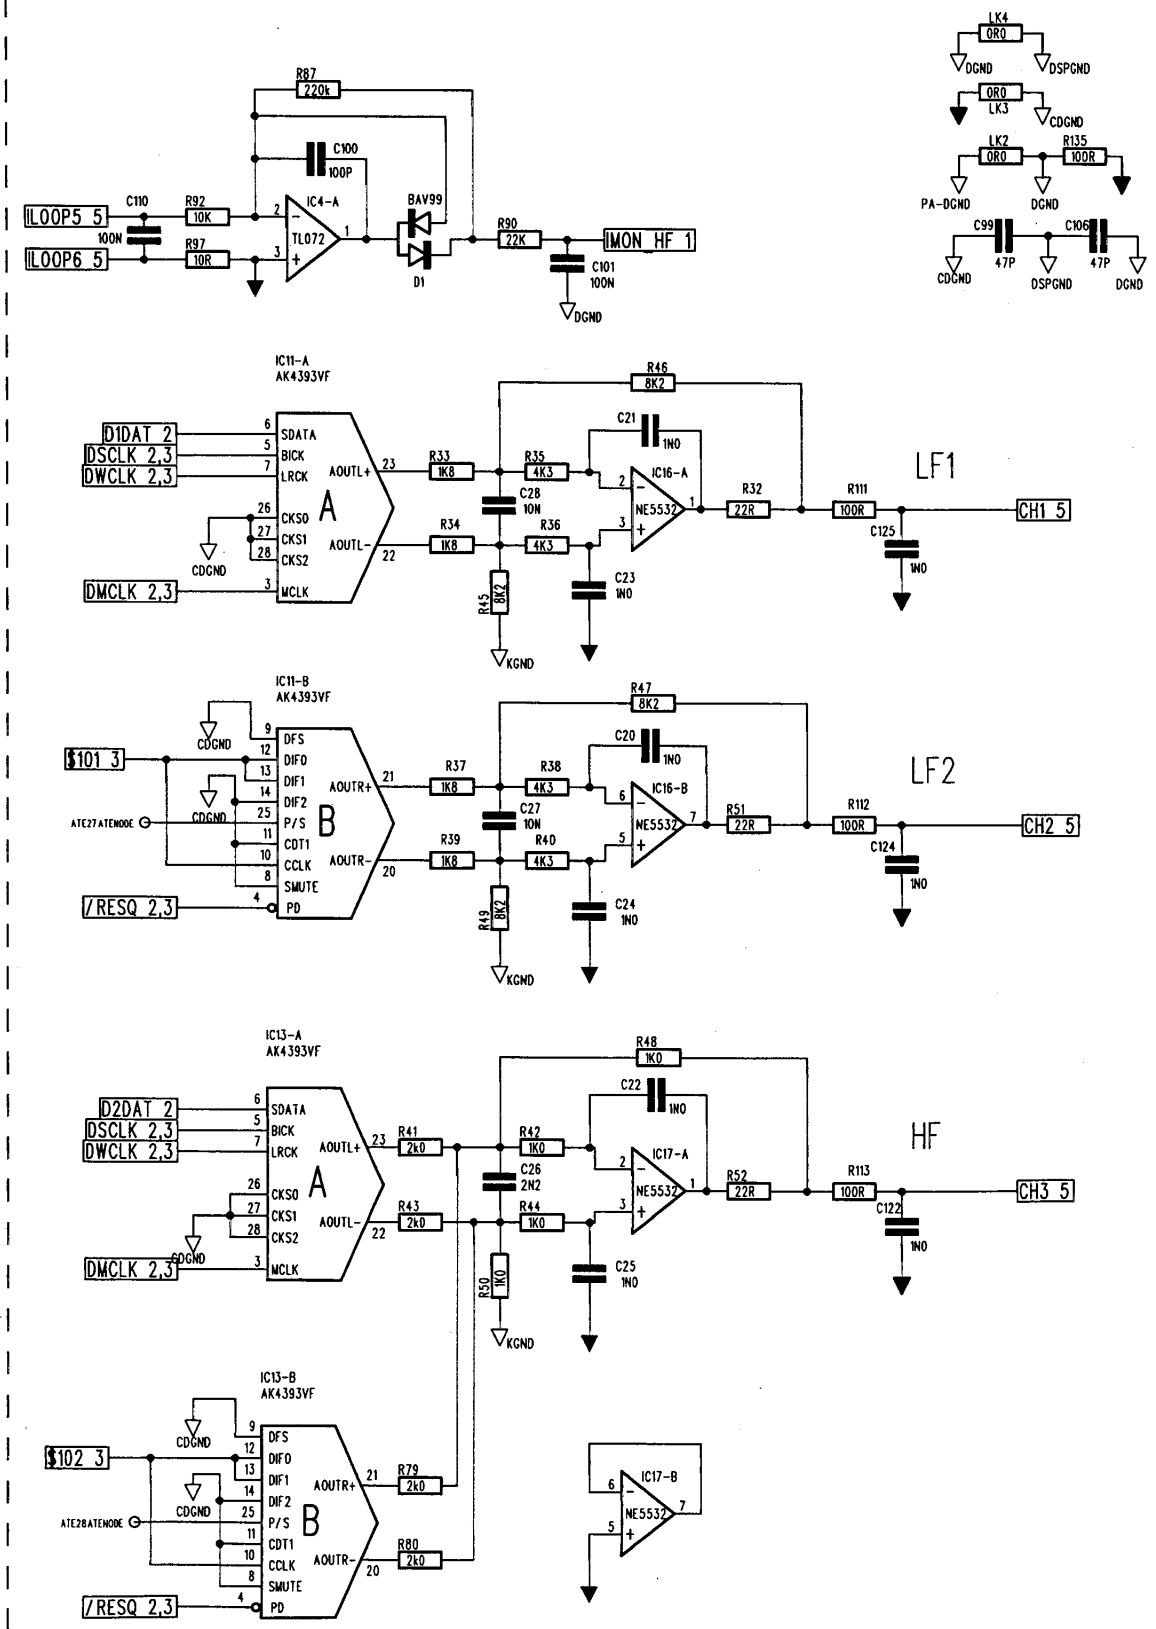 LK4
0R0
DGND
DSPGND
0R0
LK3
CDGND
LK2
0R0
R135
100R
PA-DGND
DGND
C99
47P
C106
47P
CDGND
DSPGND
DGND
R87
220k
C100
100P
ILOOP5 5
C110
100N
R92
10K
IC4-A
2
TL072
1
3
BAV99
D1
R90
22K
IMON HF 1
ILOOP6 5
R97
10R
C101
100N
DGND
IC11-A
AK4393VF
D1DAT 2
6
SDATA
DSCLK 2,3
5
BICK
DWCLK 2,3
7
LRCK
26
CKS0
27
CKS1
28
CKS2
CDGND
DMCLK 2,3
3
MCLK
A
AOUTL+
23
AOUTL-
22
R33
1K8
R34
1K8
C28
10N
R35
4K3
R36
4K3
R45
8K2
KGND
R46
8K2
C21
1N0
IC16-A
2
NE5532
1
3
C23
1N0
R32
22R
R111
100R
C125
1N0
LF1
CH1 5
IC11-B
AK4393VF
CDGND
9
DFS
$101 3
12
DIF0
13
DIF1
14
DIF2
CDGND
ATE27ATENODE
25
P/S
11
CDT1
10
CCLK
8
SMUTE
/RESQ 2,3
4
PD
B
AOUTR+
21
AOUTR-
20
R37
1K8
R39
1K8
C27
10N
R38
4K3
R40
4K3
R49
8K2
KGND
R47
8K2
C20
1N0
IC16-B
6
NE5532
7
5
C24
1N0
R51
22R
R112
100R
C124
1N0
LF2
CH2 5
IC13-A
AK4393VF
D2DAT 2
6
SDATA
DSCLK 2,3
5
BICK
DWCLK 2,3
7
LRCK
26
CKS0
27
CKS1
28
CKS2
CDGND
DMCLK 2,3
3
MCLK
A
AOUTL+
23
AOUTL-
22
R41
2k0
R43
2k0
C26
2N2
R42
1K0
R44
1K0
R50
1K0
KGND
R48
1K0
C22
1N0
IC17-A
2
NE5532
1
3
C25
1N0
R52
22R
R113
100R
C122
1N0
HF
CH3 5
IC13-B
AK4393VF
CDGND
9
DFS
$102 3
12
DIF0
13
DIF1
14
DIF2
CDGND
ATE28ATENODE
25
P/S
11
CDT1
10
CCLK
8
SMUTE
/RESQ 2,3
4
PD
B
AOUTR+
21
AOUTR-
20
R79
2k0
R80
2k0
IC17-B
6
NE5532
7
5